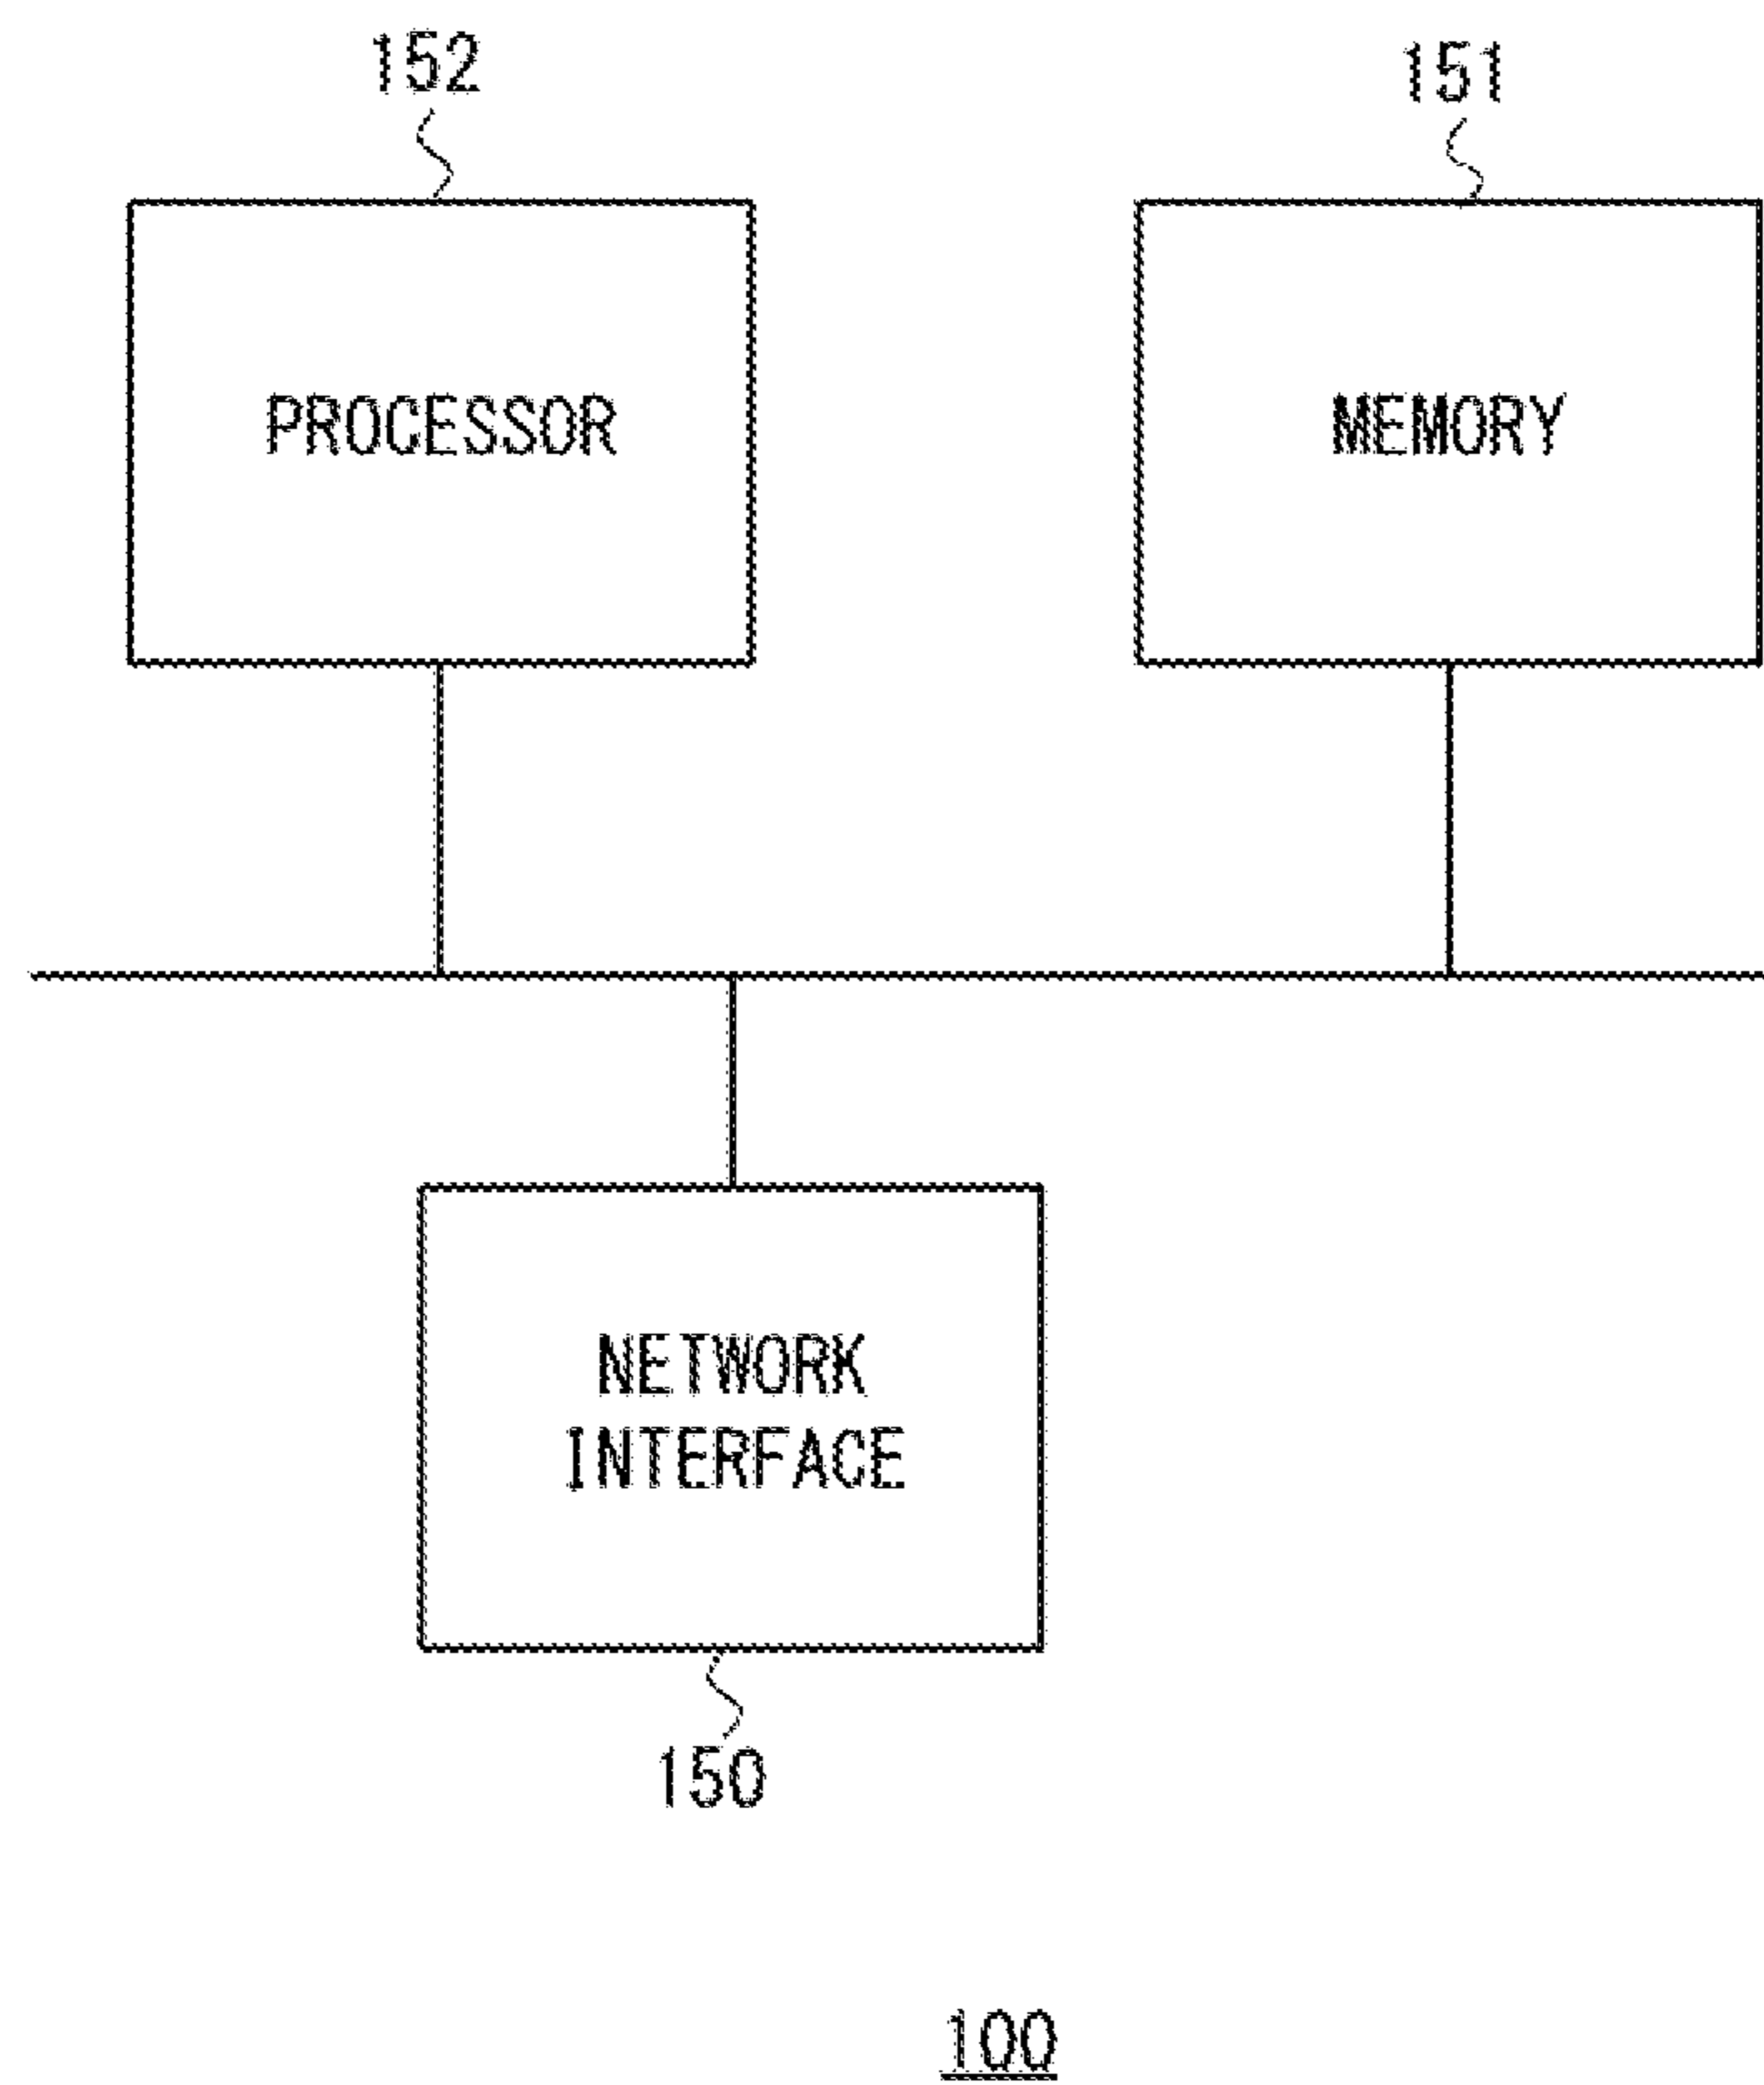 152
151
PROCESSOR
MEMORY
NETWORK
INTERFACE
150
100